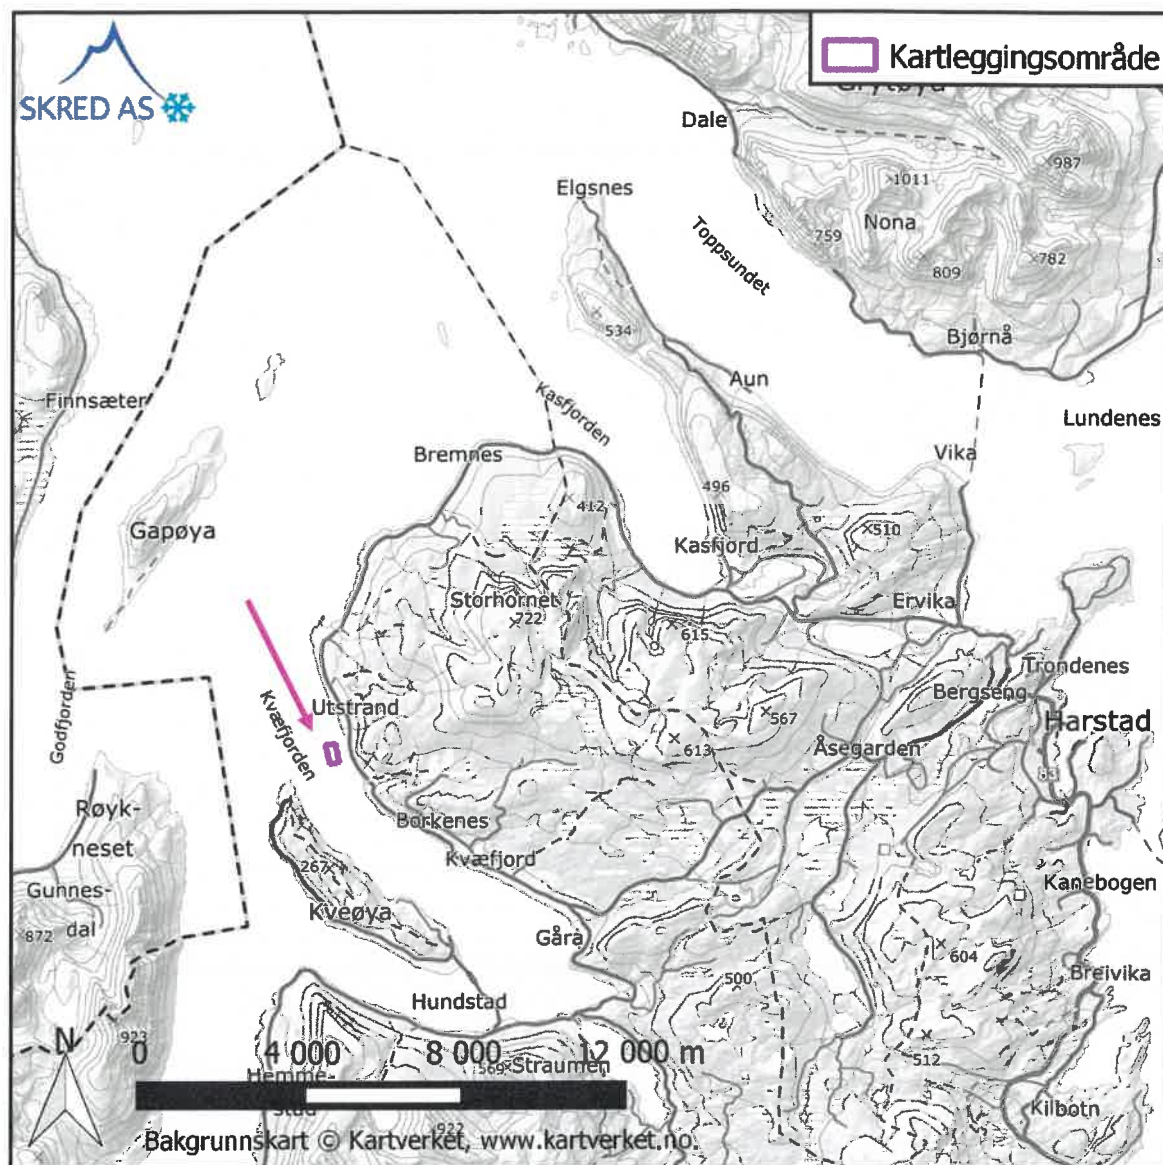 SKRED AS
Kartleggingsområde
Grytøya
Dale
987
1011
Elgsnes
Nona
759
Toppsundet
782
809
534
Bjørnå
Finnsæter
Aun
Kasfjorden
Lundenes
Bremnes
Vika
496
412
Gapøya
510
Kasfjord
Storhornet
722
Ervika
615
Trondenes
Godfjorden
Kvæfjorden
Utstrand
Bergseng
567
Harstad
613
Åsegarden
83
Røyk-
neset
Borkenes
Kvæfjord
267
Gunnes-
dal
872
Kveøya
Kanebogen
Gårå
604
Breivika
500
Hundstad
923
N
0
4 000
8 000
12 000 m
512
569
Straumen
Hemme-
stad
Kilbotn
922
Bakgrunnskart © Kartverket, www.kartverket.no.